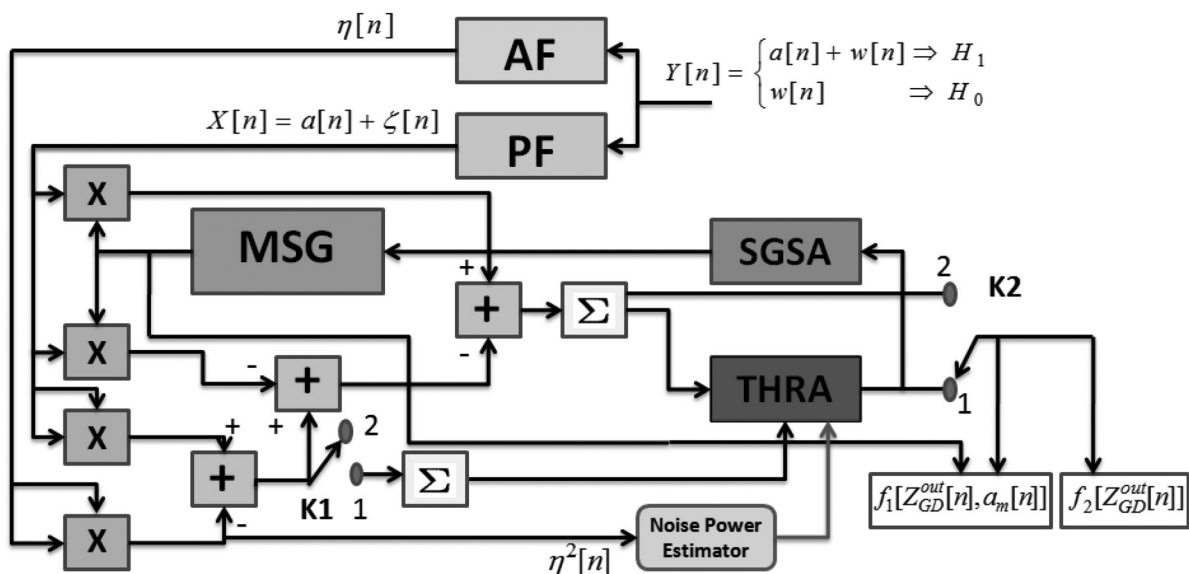 η[n]
AF
Y[n] = { a[n] + w[n] ⇒ H₁
w[n] ⇒ H₀
X[n] = a[n] + ζ[n]
PF
X
MSG
SGSA
2
K2
+
+
Σ
-
X
-
+
THRA
1
X
+
+
2
+
K1
1
Σ
f₁[Z_GD^out[n], a_m[n]]
f₂[Z_GD^out[n]]
X
-
η²[n]
Noise Power
Estimator